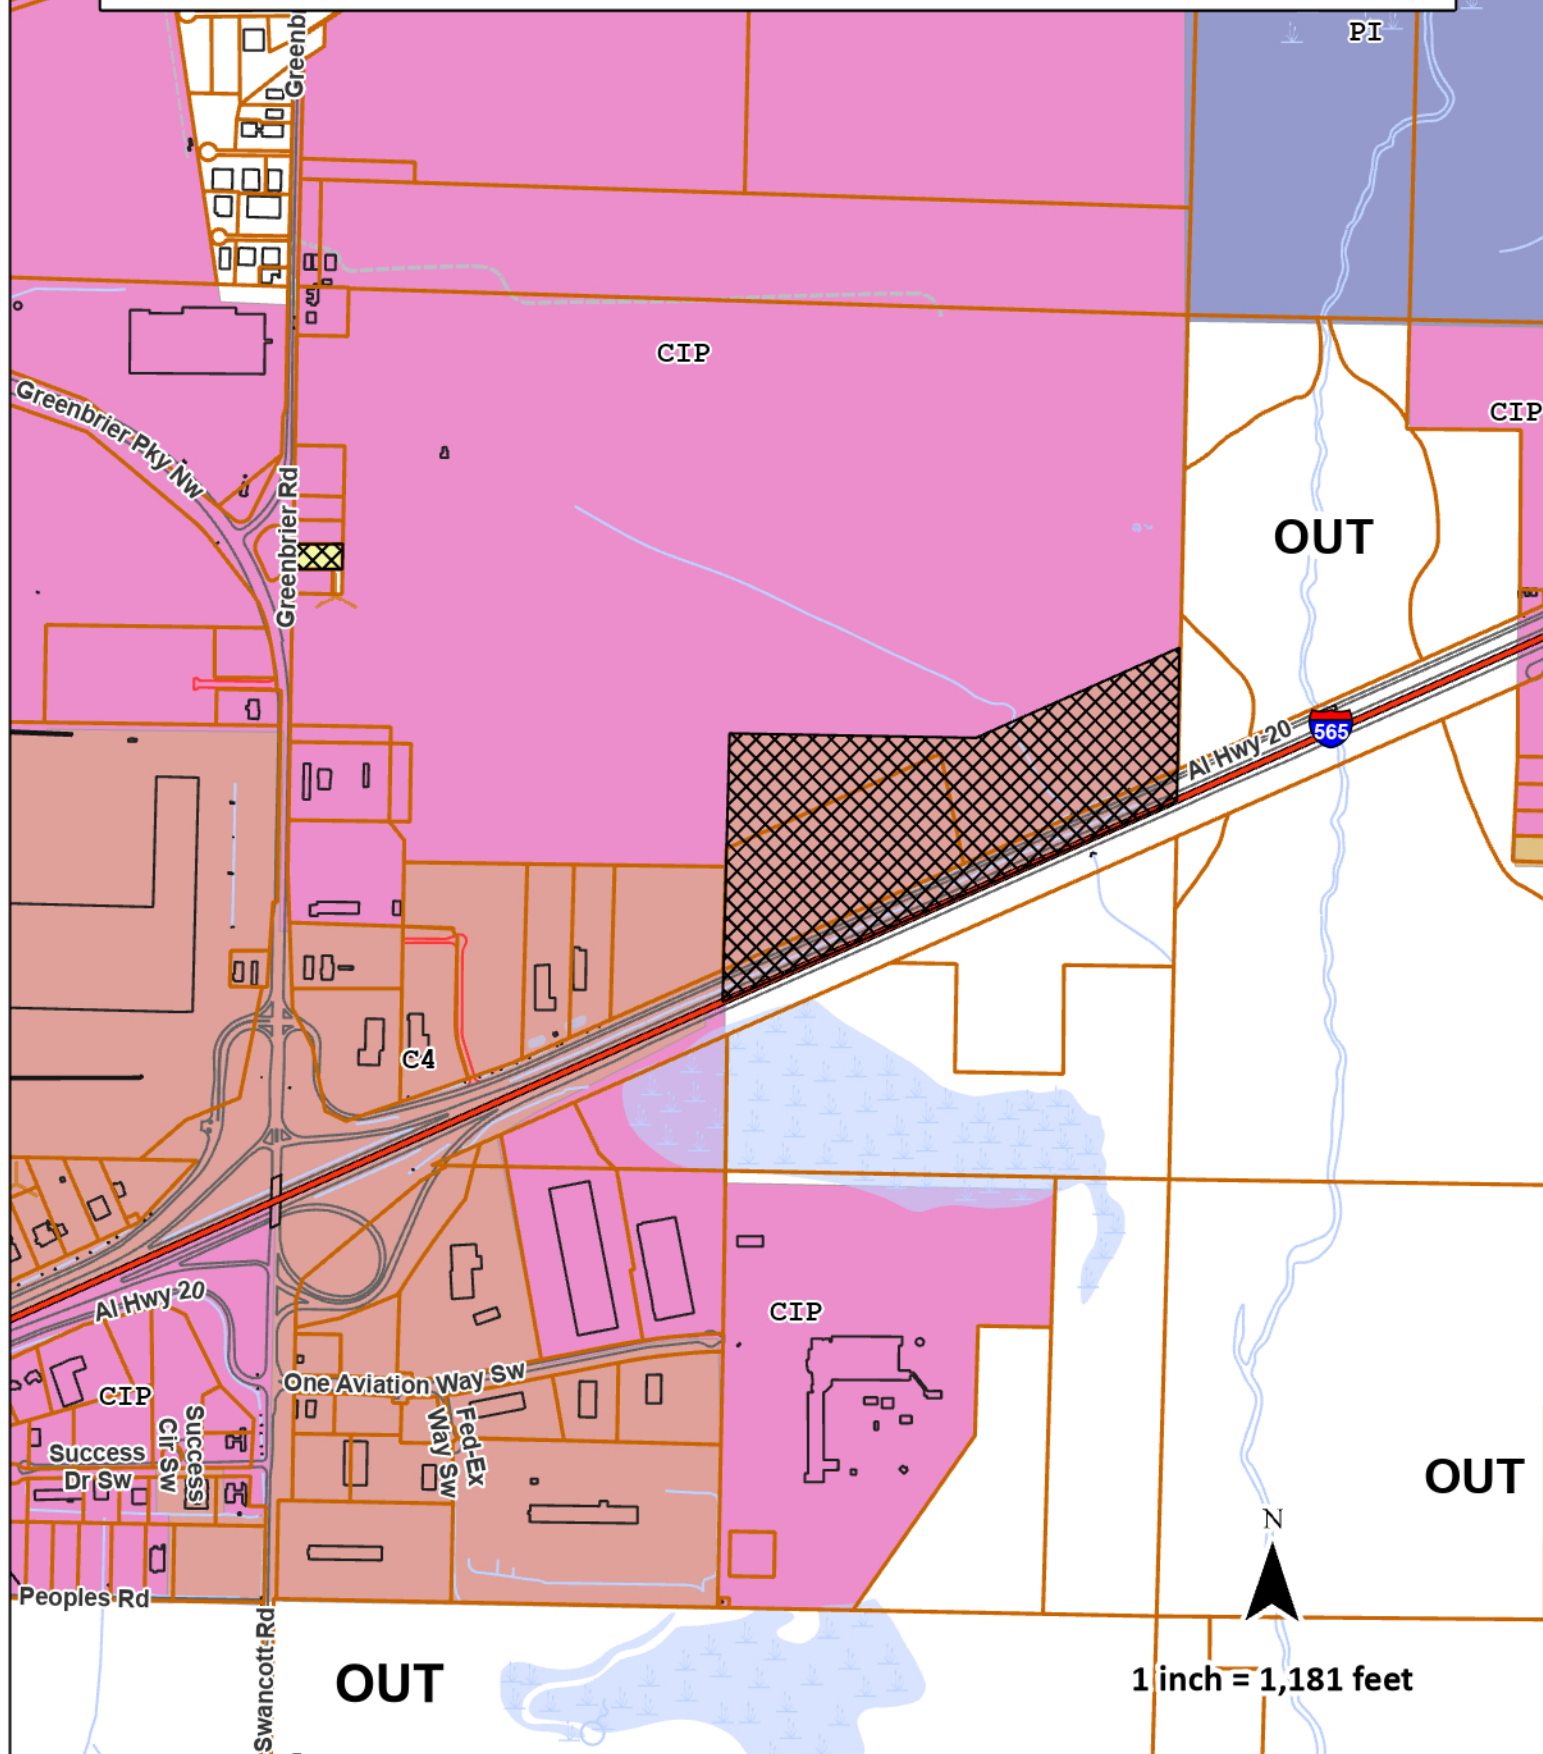 PI
Greenb
CIP
CIP
Greenbrier Pky Nw
Greenbrier Rd
OUT
Al Hwy 20
565
C4
Al Hwy 20
CIP
CIP
One Aviation Way Sw
Success
Dr Sw
Success
Cir Sw
Fed-Ex
Way Sw
OUT
N
Peoples Rd
Swancott Rd
OUT
1 inch = 1,181 feet